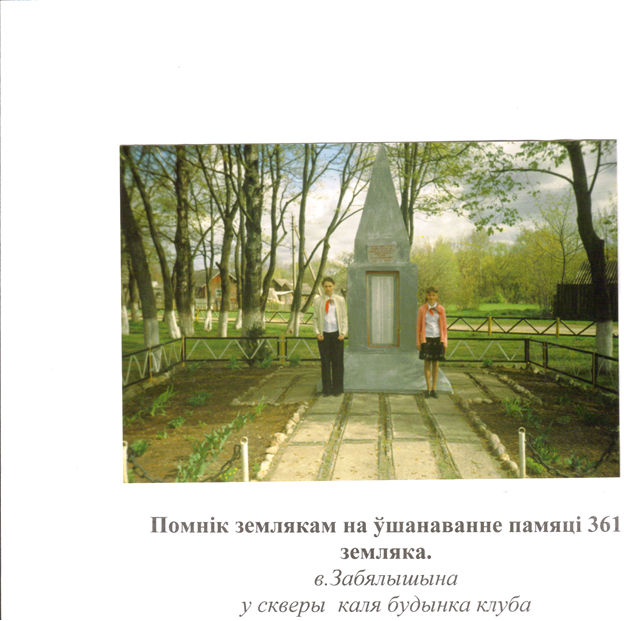 Помнік землякам на ўшанаванне памяці 361
земляка.
в.Забялышына
у скверы каля будынка клуба